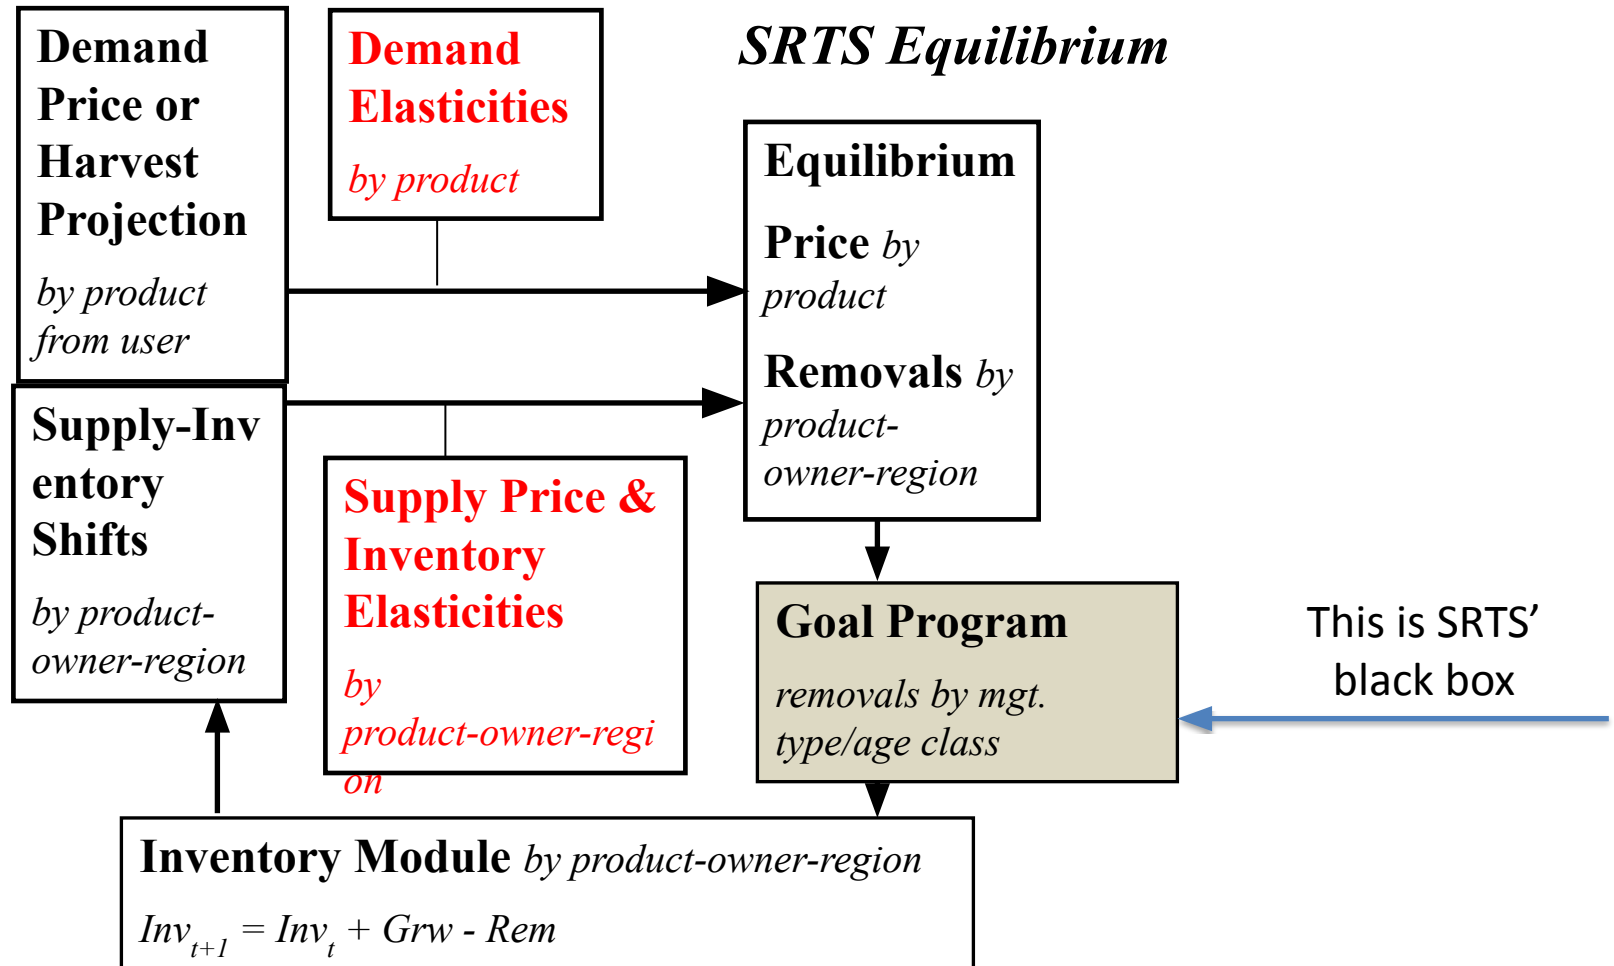 SRTS Equilibrium
Demand
Price or
Harvest
Projection
by product
from user
Demand
Elasticities
by product
Equilibrium
Price by
product
Removals by
product-
owner-region
Supply-Inv
entory
Shifts
by product-
owner-region
Supply Price &
Inventory
Elasticities
by
product-owner-regi
on
Goal Program
removals by mgt.
type/age class
This is SRTS’
black box
Inventory Module by product-owner-region
Inv_{t+1} = Inv_t + Grw - Rem